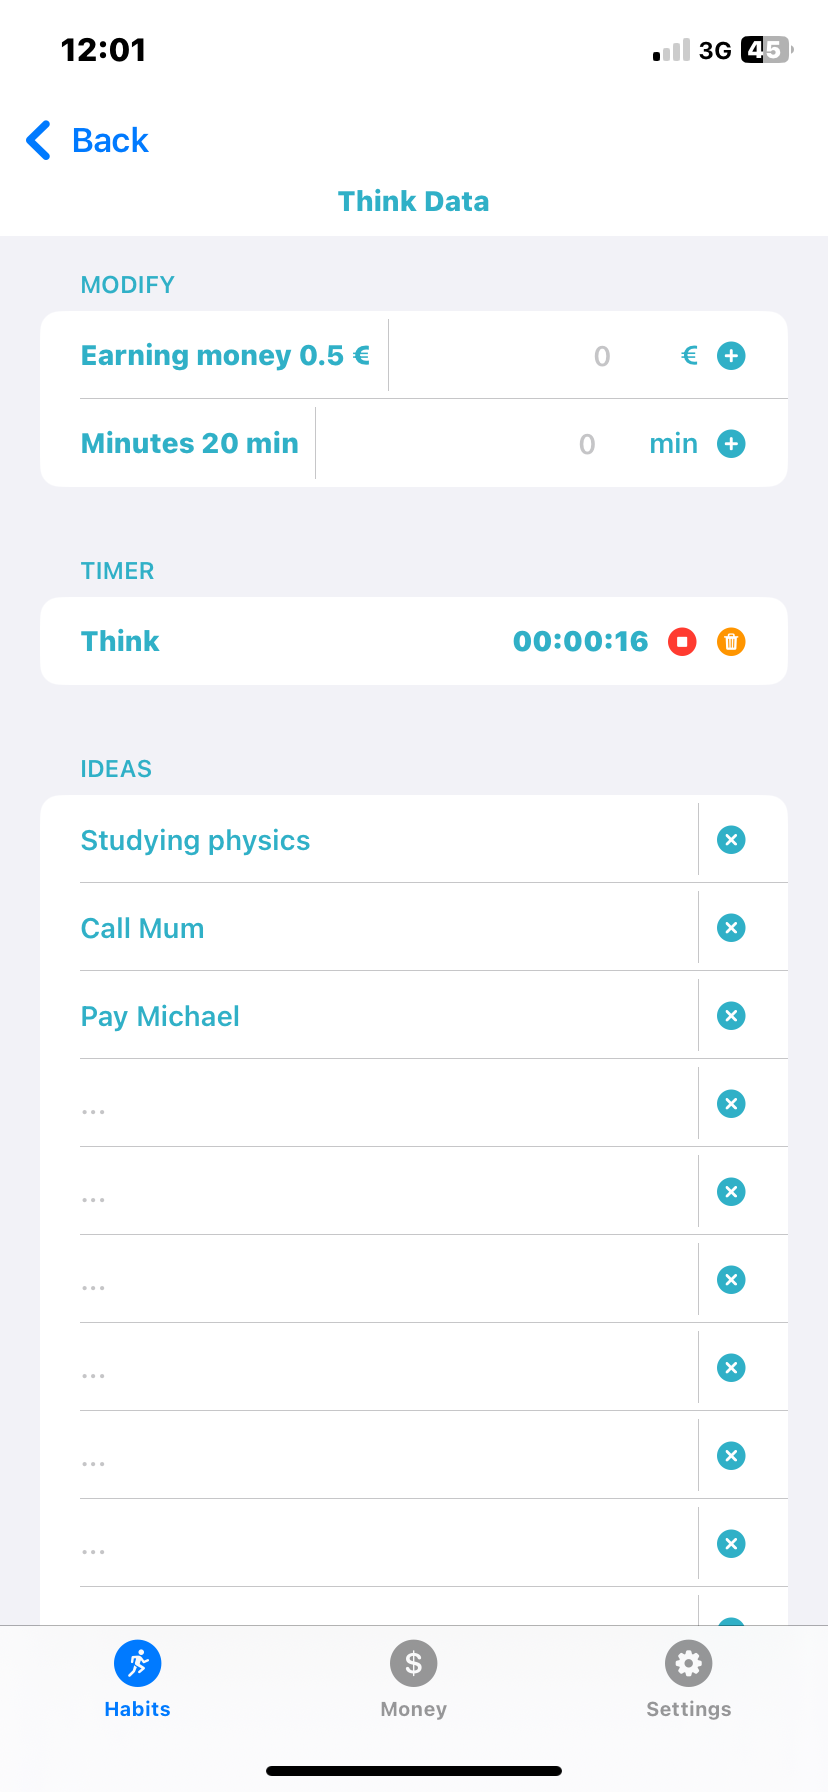 12:01 3G 45
Back
Think Data
MODIFY
Earning money 0.5 € 0 €
Minutes 20 min 0 min
TIMER
Think 00:00:16
IDEAS
Studying physics
Call Mum
Pay Michael
...
...
...
...
...
...
Habits Money Settings